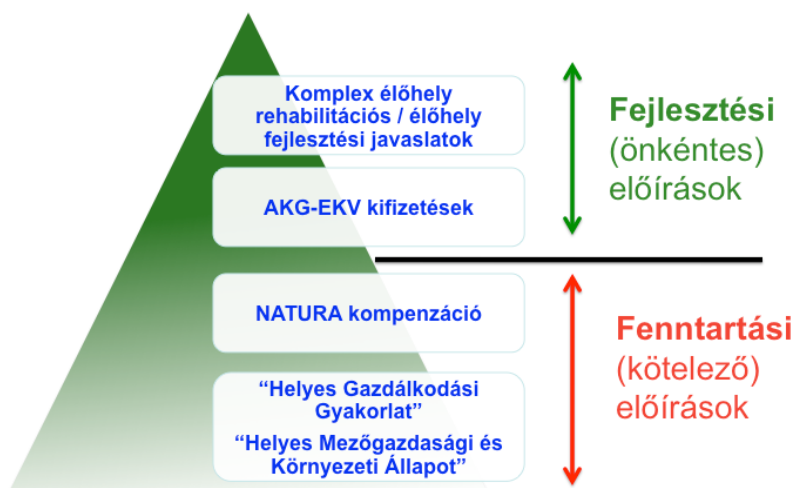 Komplex élőhely
rehabilitációs / élőhely
fejlesztési javaslatok
AKG-EKV kifizetések
Fejlesztési
(önkéntes)
előírások
NATURA kompenzáció
“Helyes Gazdálkodási
Gyakorlat”
“Helyes Mezőgazdasági és
Környezeti Állapot”
Fenntartási
(kötelező)
előírások